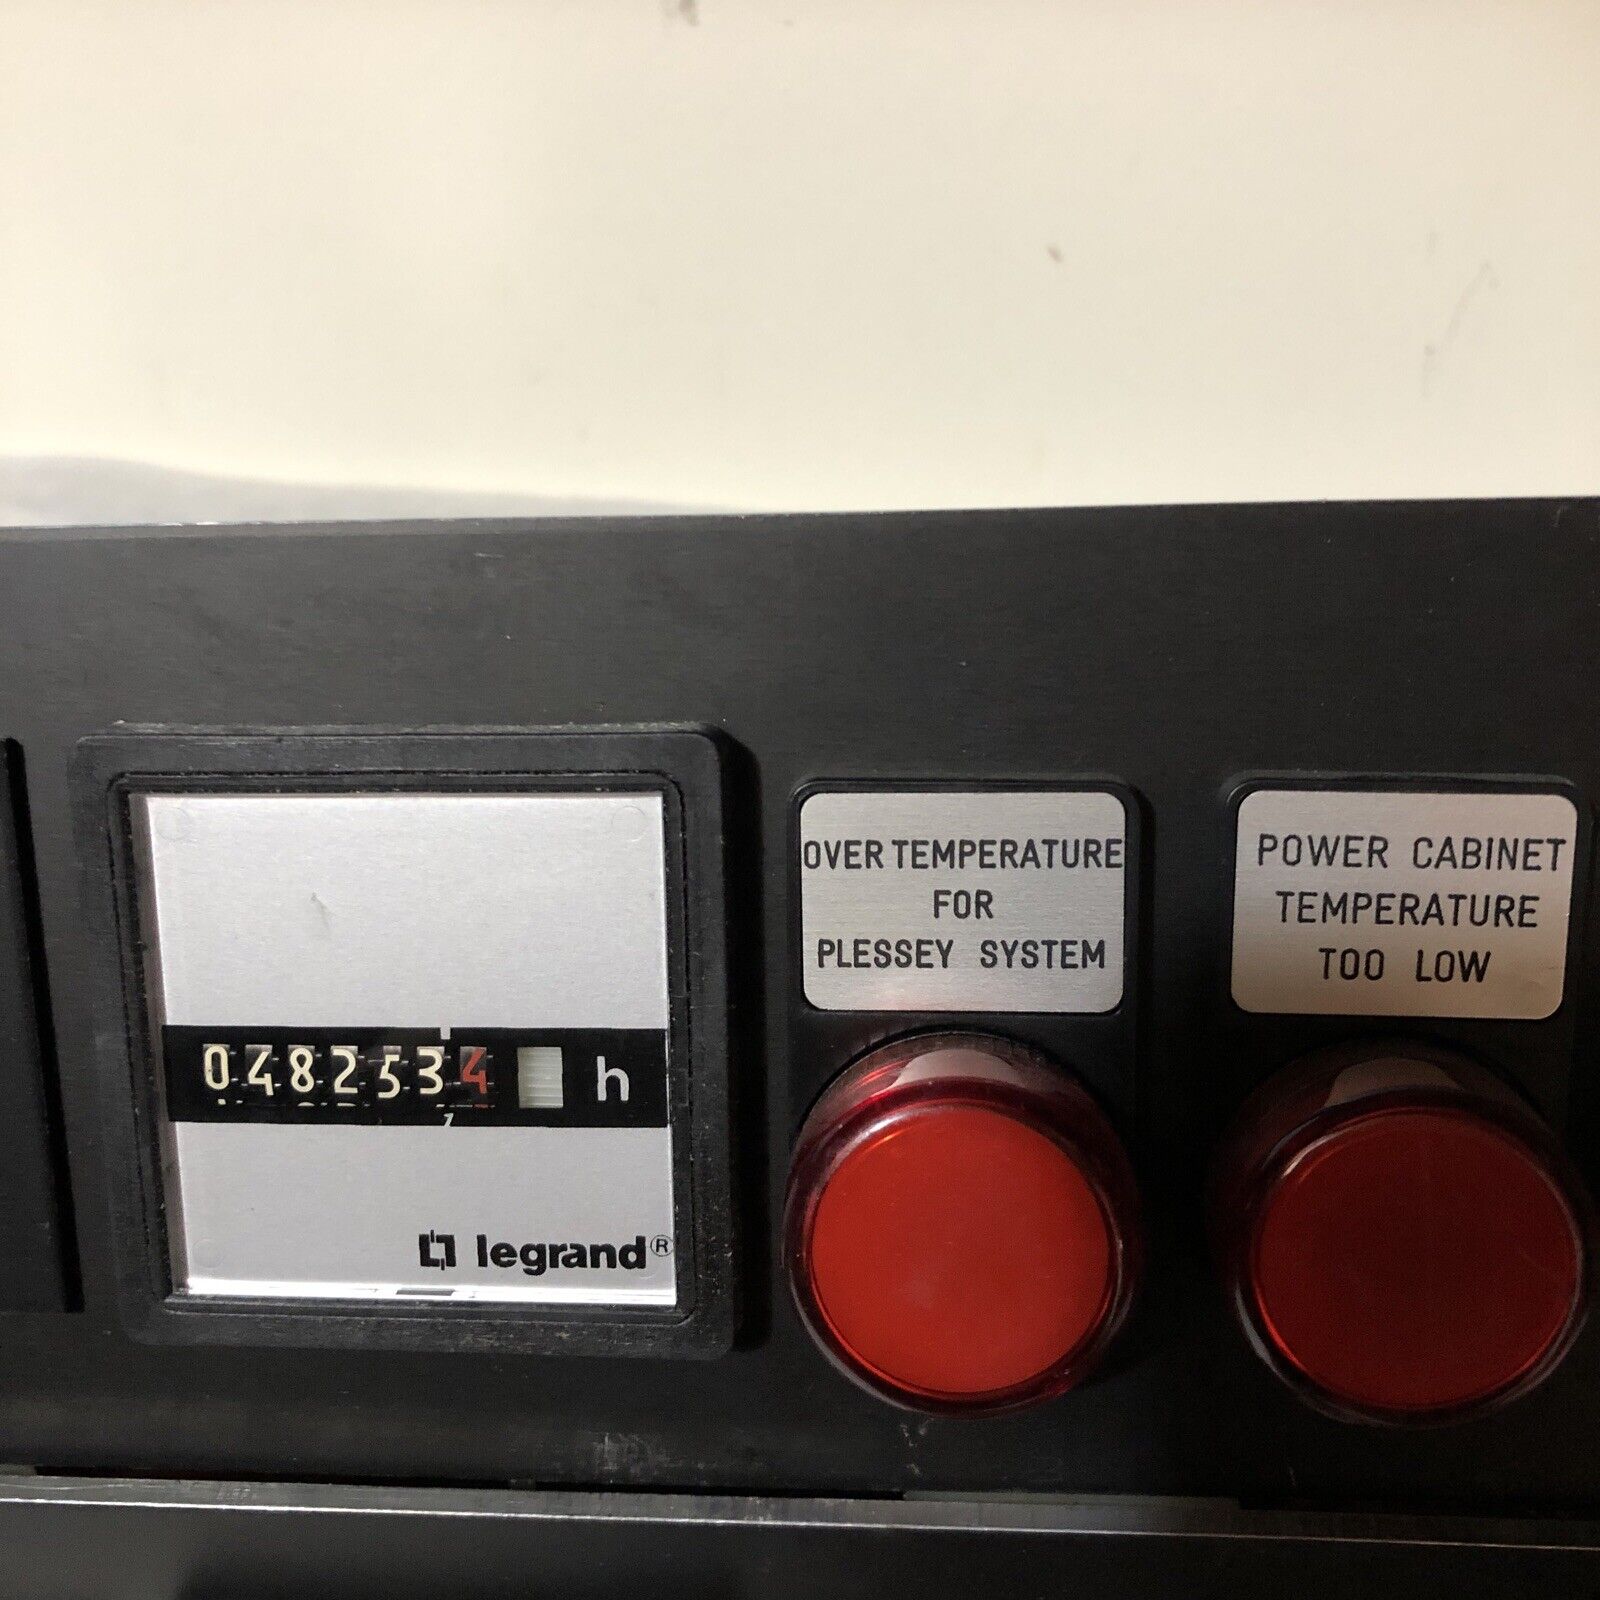 0482534 h
legrand®
OVER TEMPERATURE
FOR
PLESSEY SYSTEM
POWER CABINET
TEMPERATURE
TOO LOW